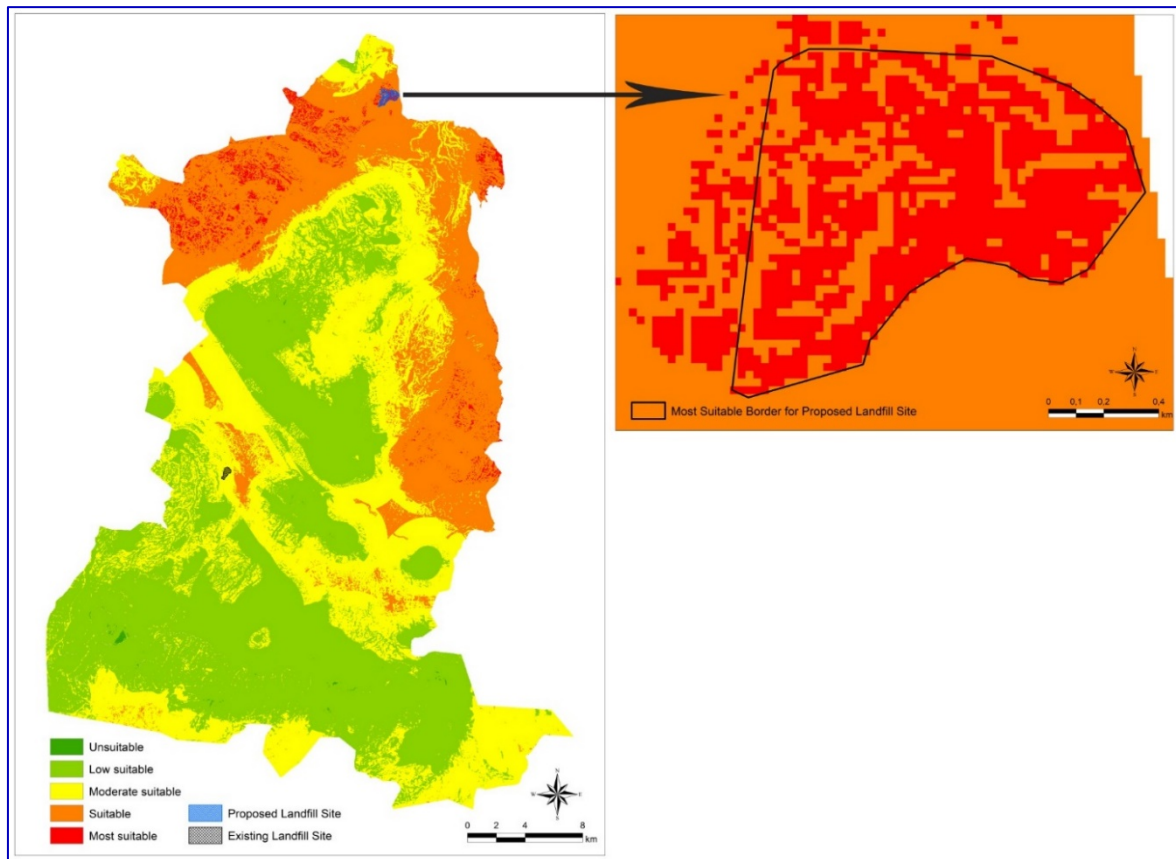 Unsuitable
Low suitable
Moderate suitable
Suitable
Most suitable
Proposed Landfill Site
Existing Landfill Site
N
W
E
S
0 2 4 8
km
Most Suitable Border for Proposed Landfill Site
N
W
E
S
0 0,1 0,2 0,4
km